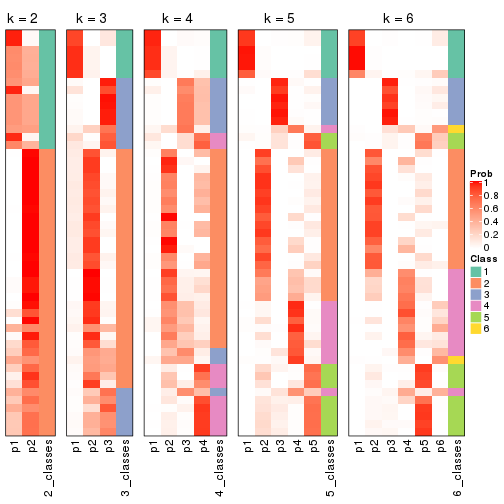 k = 2
k = 3
k = 4
k = 5
k = 6
Prob
1
0.8
0.6
0.4
0.2
0
Class
1
2
3
4
5
6
p1
p2
2_classes
p1
p2
p3
3_classes
p1
p2
p3
p4
4_classes
p1
p2
p3
p4
p5
5_classes
p1
p2
p3
p4
p5
p6
6_classes